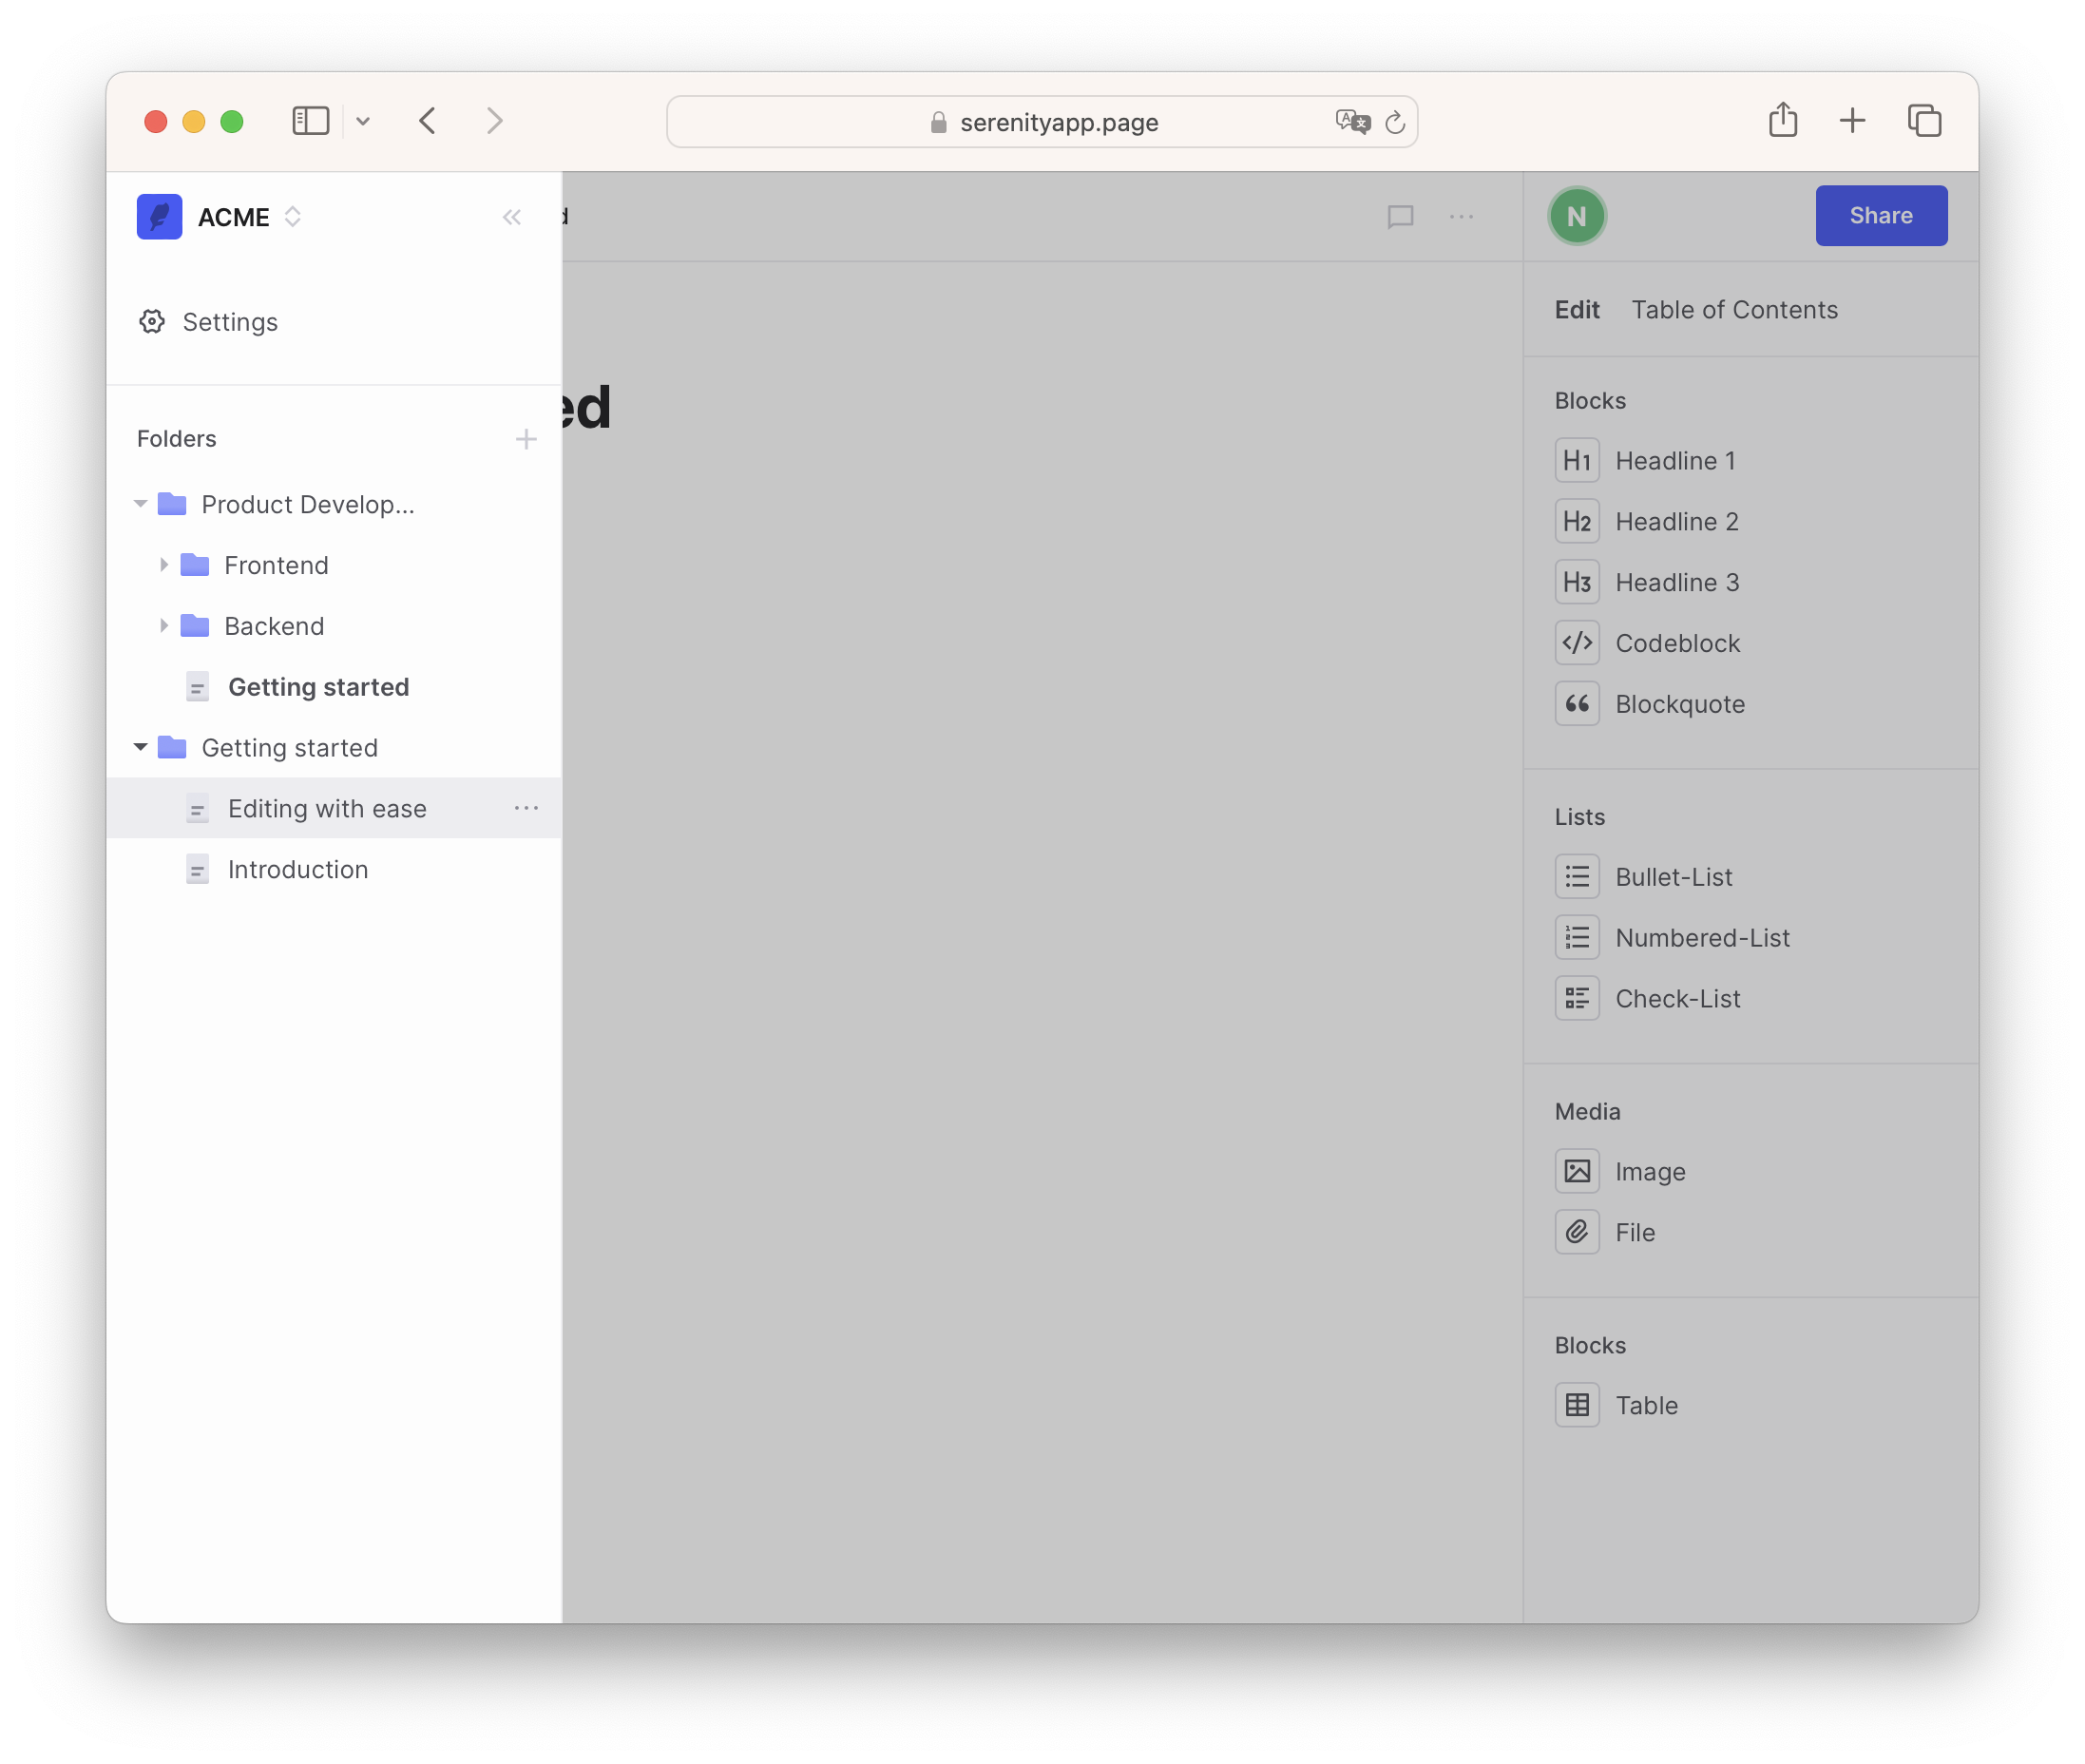 serenityapp.page
ACME
Settings
Folders
Product Develop...
Frontend
Backend
Getting started
Getting started
Editing with ease
Introduction
d
ed
N
Share
Edit Table of Contents
Blocks
H1 Headline 1
H2 Headline 2
H3 Headline 3
</> Codeblock
Blockquote
Lists
Bullet-List
Numbered-List
Check-List
Media
Image
File
Blocks
Table